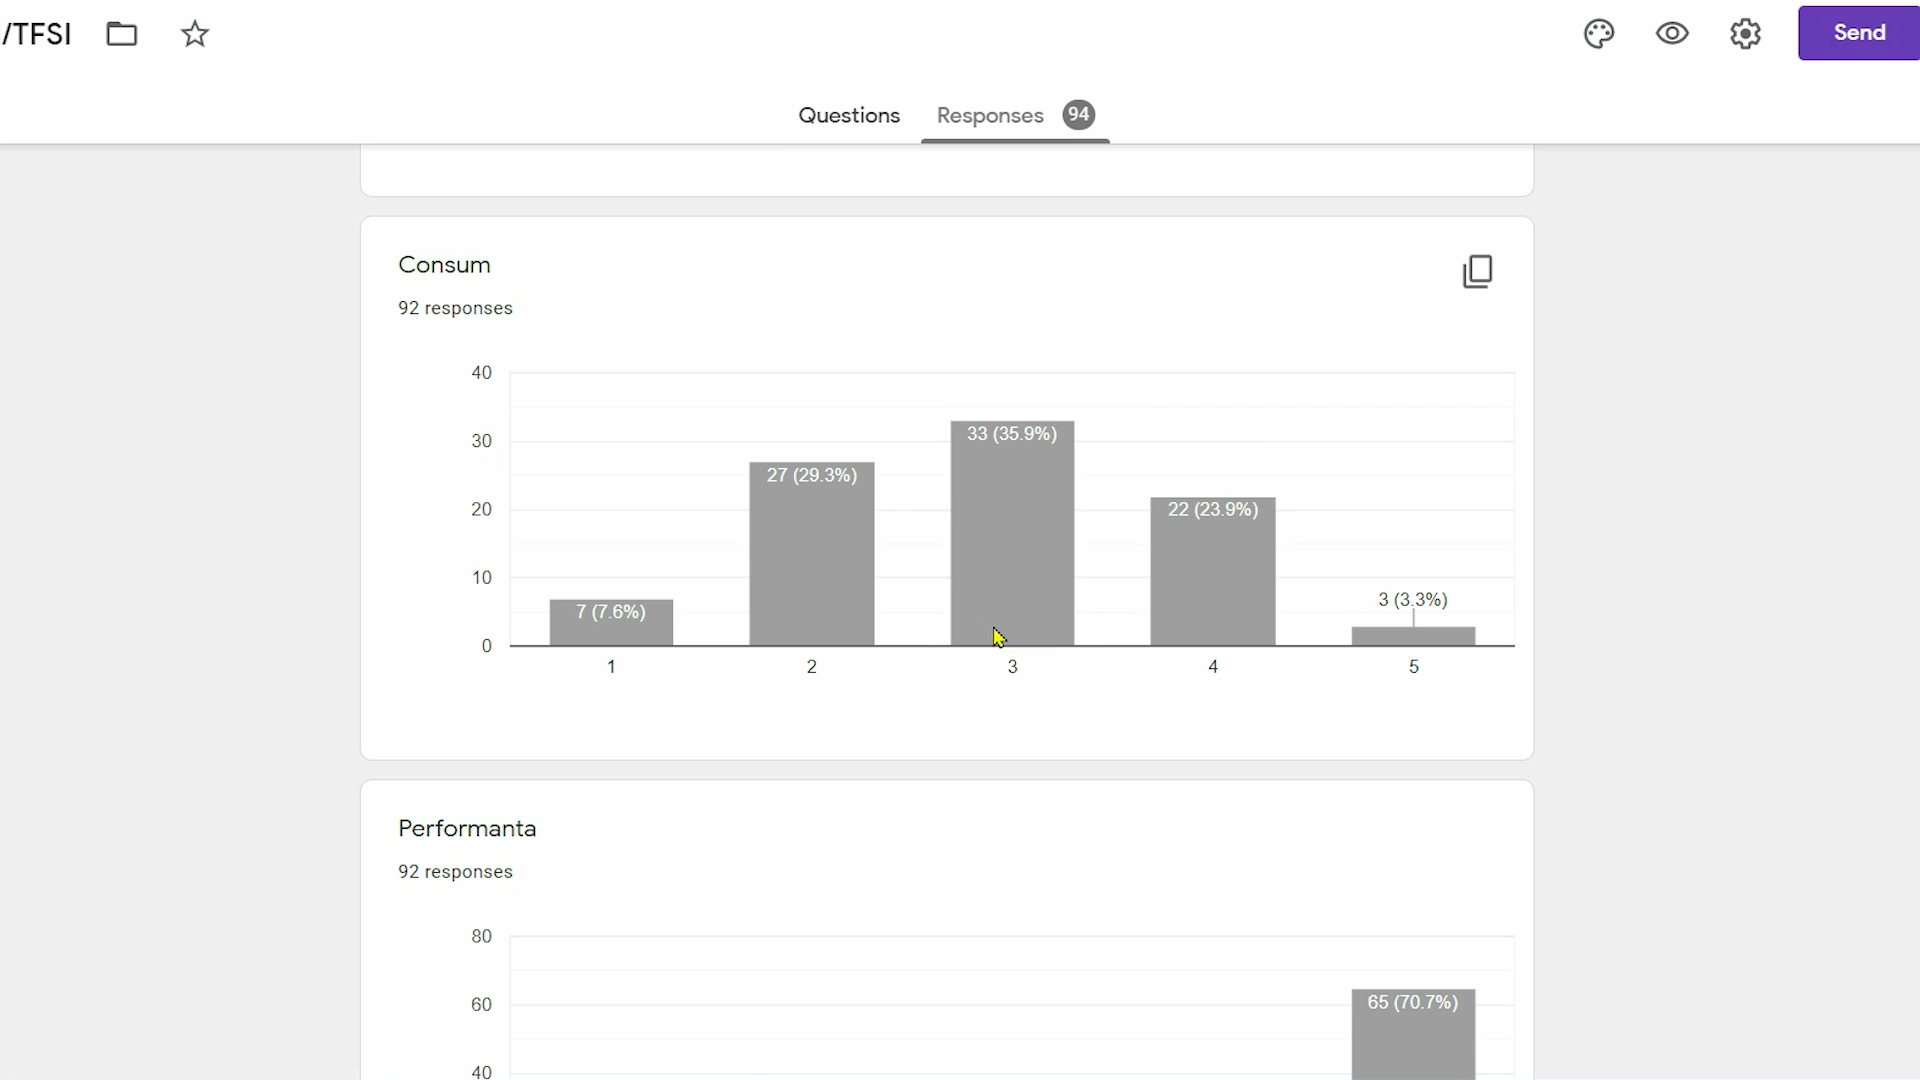 /TFSI
Send
Questions Responses 94
Consum
92 responses
40
30
20
10
0
7 (7.6%)
27 (29.3%)
33 (35.9%)
22 (23.9%)
3 (3.3%)
1 2 3 4 5
Performanta
92 responses
80
60
40
65 (70.7%)